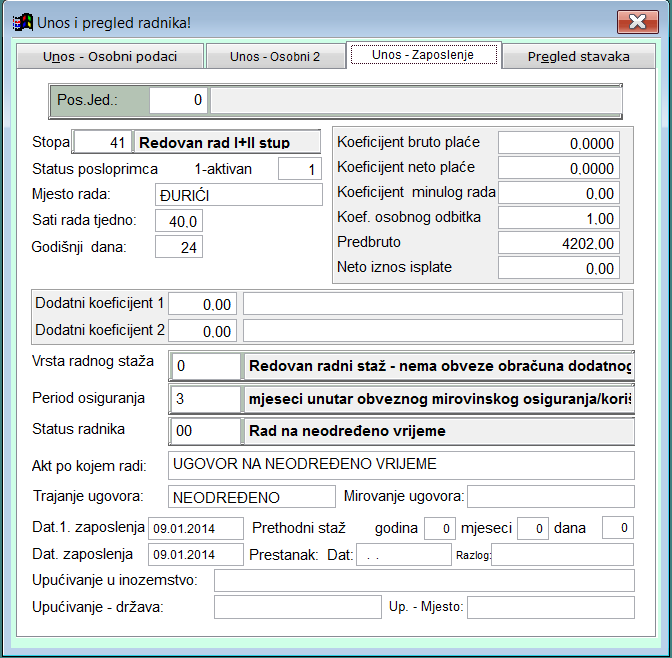 Unos i pregled radnika!
Unos - Osobni podaci Unos - Osobni 2 Unos - Zaposlenje Pregled stavaka
Pos.Jed.: 0
Stopa 41 Redovan rad I+II stup
Status posloprimca 1-aktivan 1
Mjesto rada: ĐURIĆI
Sati rada tjedno: 40.0
Godišnji dana: 24
Koeficijent bruto plaće 0.0000
Koeficijent neto plaće 0.0000
Koeficijent minulog rada 0.00
Koef. osobnog odbitka 1.00
Predbruto 4202.00
Neto iznos isplate 0.00
Dodatni koeficijent 1 0.00
Dodatni koeficijent 2 0.00
Vrsta radnog staža 0 Redovan radni staž - nema obveze obračuna dodatnog
Period osiguranja 3 mjeseci unutar obveznog mirovinskog osiguranja/koriš
Status radnika 00 Rad na neodređeno vrijeme
Akt po kojem radi: UGOVOR NA NEODREĐENO VRIJEME
Trajanje ugovora: NEODREĐENO Mirovanje ugovora:
Dat.1. zaposlenja 09.01.2014 Prethodni staž godina 0 mjeseci 0 dana 0
Dat. zaposlenja 09.01.2014 Prestanak: Dat: . . Razlog:
Upućivanje u inozemstvo:
Upućivanje - država: Up. - Mjesto: